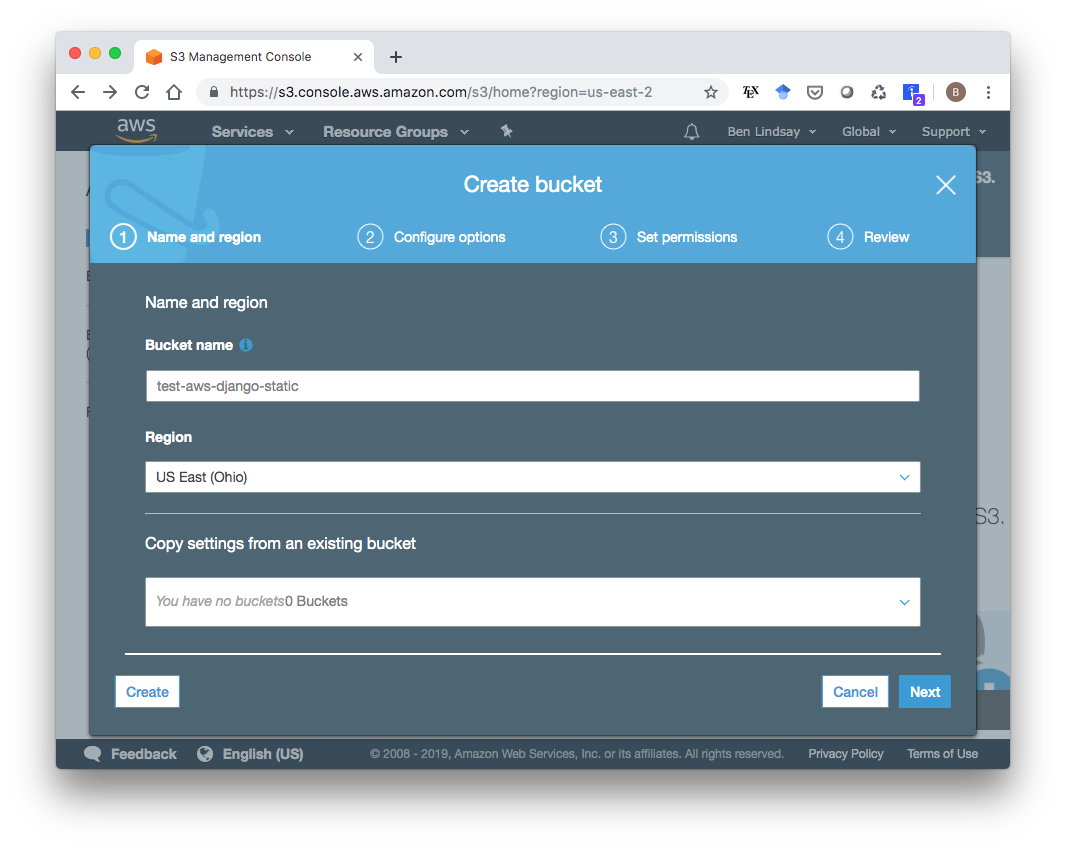 S3 Management Console
https://s3.console.aws.amazon.com/s3/home?region=us-east-2
TEX
2
B
aws
Services
Resource Groups
Ben Lindsay
Global
Support
S3.
Create bucket
1 Name and region
2 Configure options
3 Set permissions
4 Review
Name and region
Bucket name
test-aws-django-static
Region
US East (Ohio)
S3.
Copy settings from an existing bucket
You have no buckets0 Buckets
Create
Cancel
Next
Feedback
English (US)
© 2008 - 2019, Amazon Web Services, Inc. or its affiliates. All rights reserved.
Privacy Policy
Terms of Use